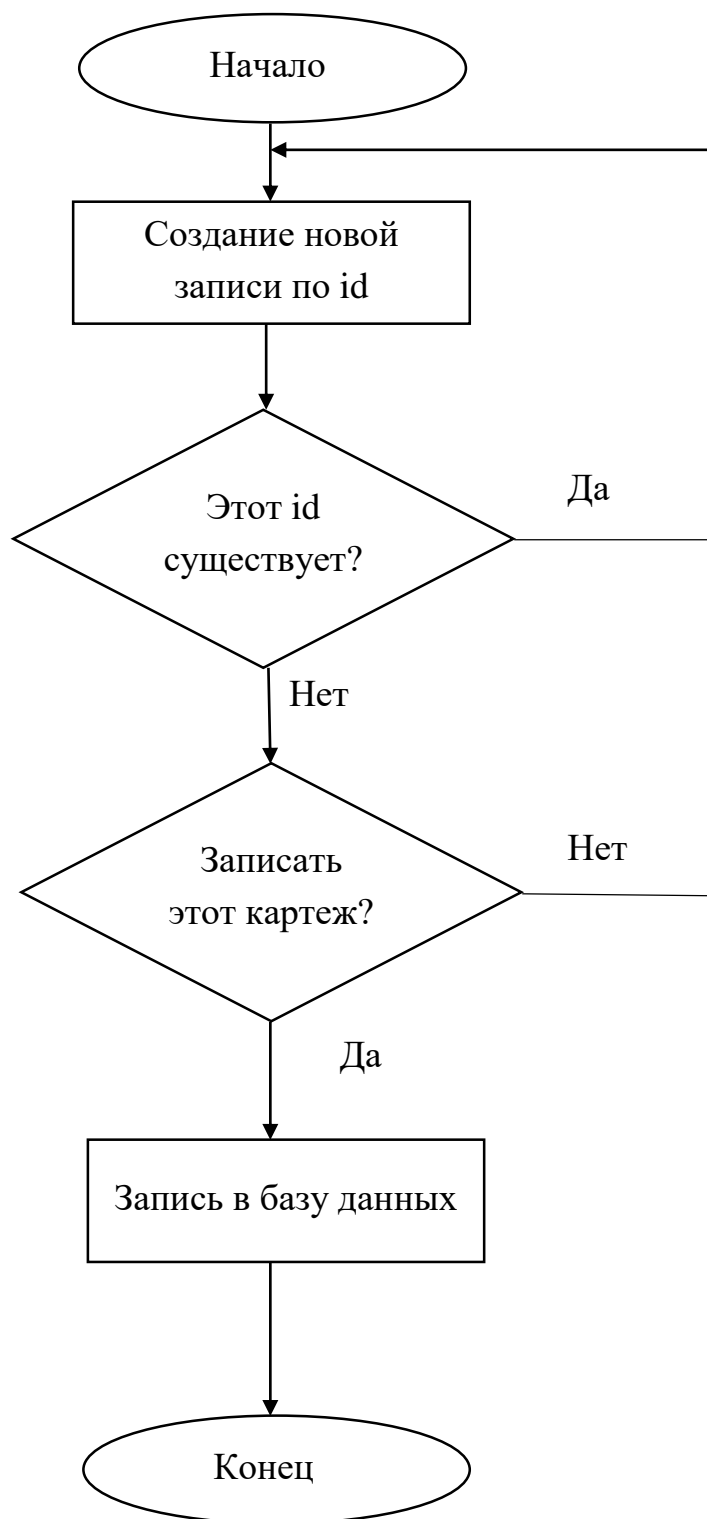 Начало
Создание новой
записи по id
Этот id
существует?
Да
Нет
Записать
этот картеж?
Нет
Да
Запись в базу данных
Конец